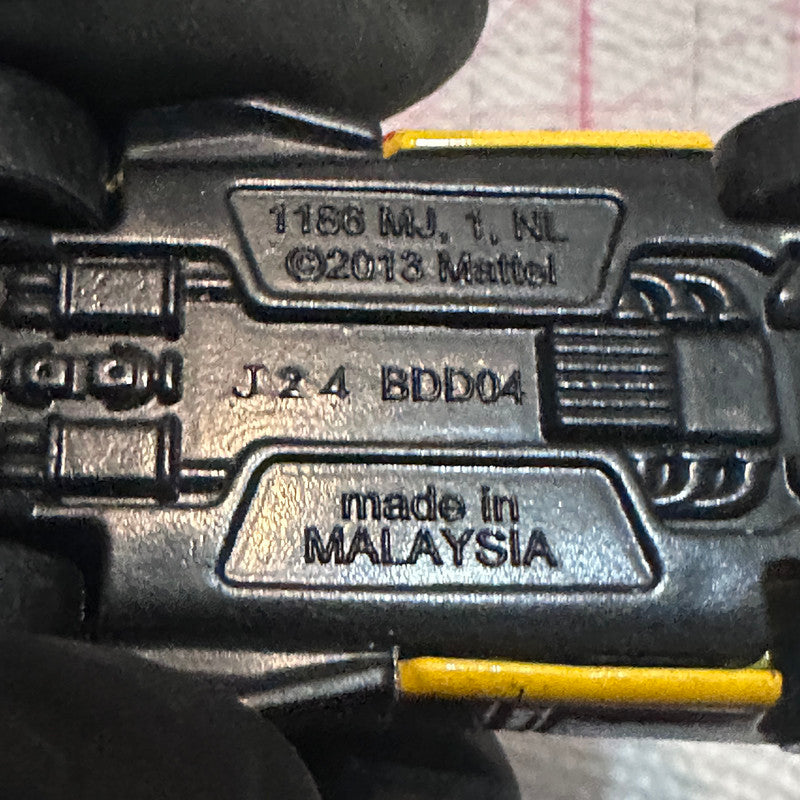 1186 MJ, 1, NL
©2013 Mattel
J 2 4 BDD04
made in
MALAYSIA